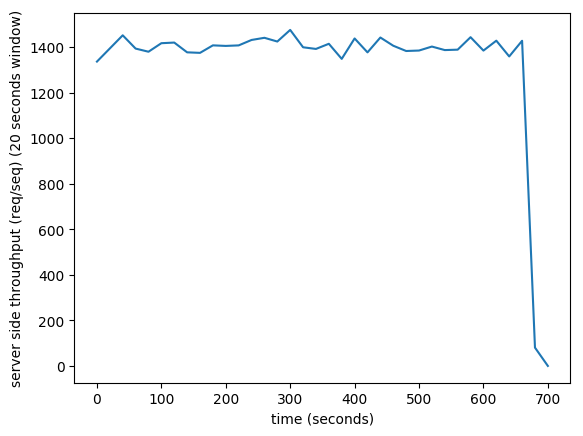 server side throughput (req/seq) (20 seconds window)
1400
1200
1000
800
600
400
200
0
0 100 200 300 400 500 600 700
time (seconds)